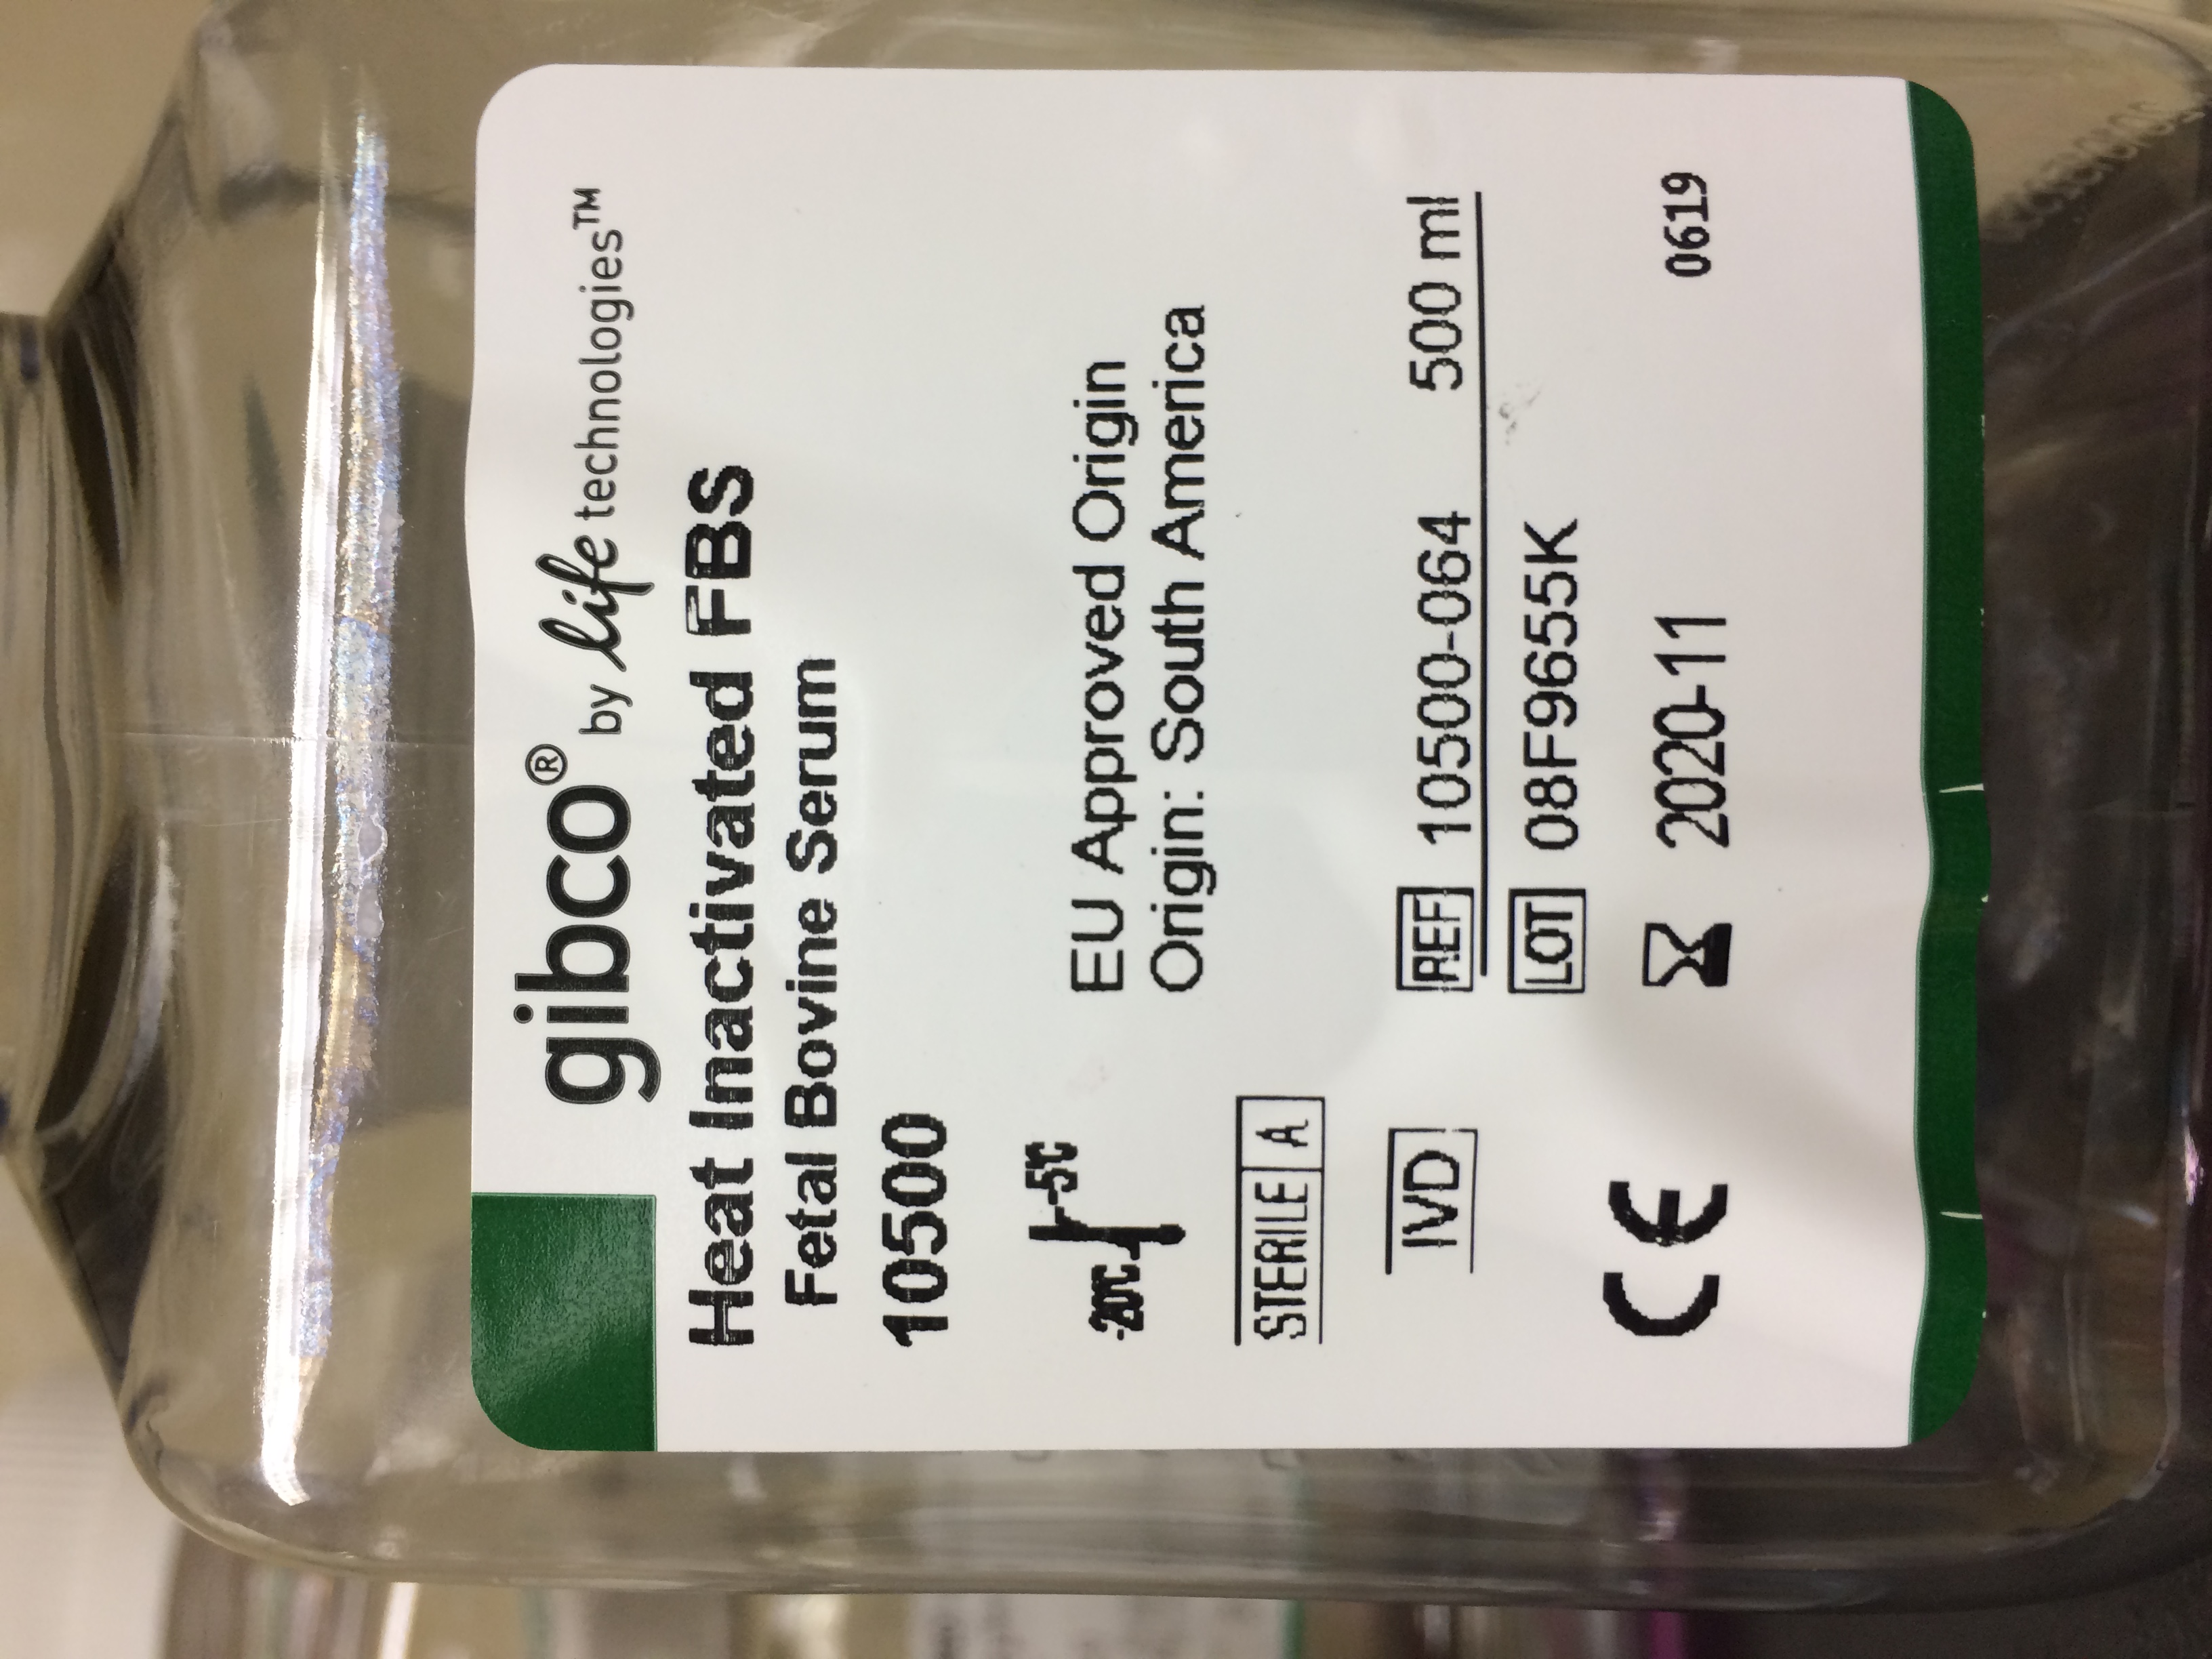 gibco® by life technologies™
Heat Inactivated FBS
Fetal Bovine Serum
10500
-5°C
-20°C
EU Approved Origin
Origin: South America
STERILE A
IVD
REF 10500-064 500 ml
LOT 08F9655K
2020-11
CE
0619